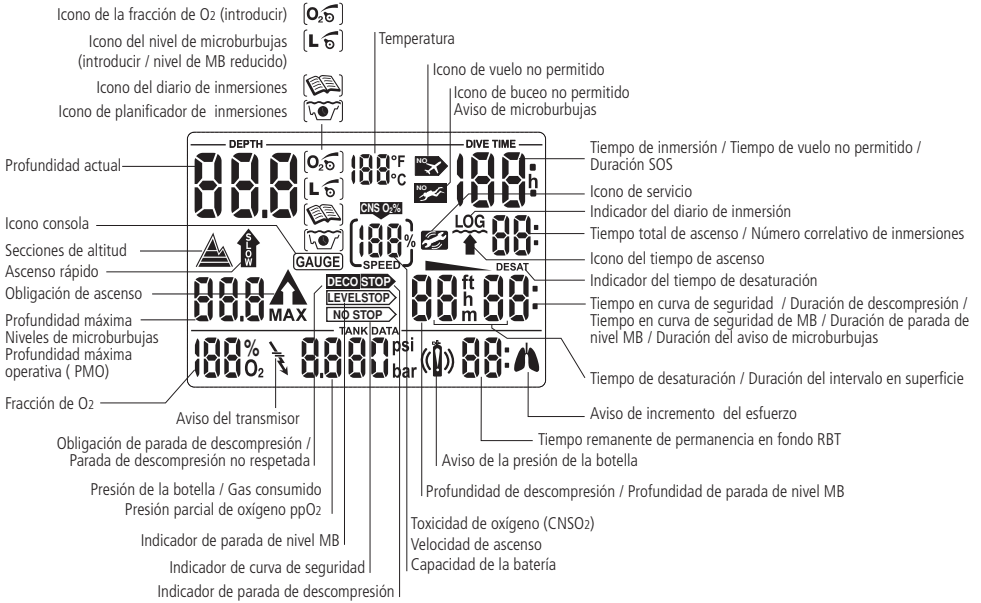 Icono de la fracción de O2 (introducir)
O2
Icono del nivel de microburbujas
(introducir / nivel de MB reducido)
L
Icono del diario de inmersiones
Icono de planificador de inmersiones
Temperatura
Icono de vuelo no permitido
Icono de buceo no permitido
Aviso de microburbujas
Profundidad actual
Icono consola
Secciones de altitud
Ascenso rápido
Obligación de ascenso
Profundidad máxima
Niveles de microburbujas
Profundidad máxima
operativa ( PMO)
Fracción de O2
DEPTH
88.8
O2
L
GAUGE
188°F
°C
CNS O2%
188%
SPEED
NO
NO
DIVE TIME
188:
h
LOG
88:
DESAT
SLOW
88.8
MAX
DECO STOP
LEVELSTOP
NO STOP
88
ft
h
m
88:
TANK DATA
188%
O2
8.880
psi
bar
88:
Tiempo de inmersión / Tiempo de vuelo no permitido /
Duración SOS
Icono de servicio
Indicador del diario de inmersión
Tiempo total de ascenso / Número correlativo de inmersiones
Icono del tiempo de ascenso
Indicador del tiempo de desaturación
Tiempo en curva de seguridad / Duración de descompresión /
Tiempo en curva de seguridad de MB / Duración de parada de
nivel MB / Duración del aviso de microburbujas
Tiempo de desaturación / Duración del intervalo en superficie
Aviso de incremento del esfuerzo
Tiempo remanente de permanencia en fondo RBT
Aviso de la presión de la botella
Profundidad de descompresión / Profundidad de parada de nivel MB
Aviso del transmisor
Obligación de parada de descompresión /
Parada de descompresión no respetada
Presión de la botella / Gas consumido
Presión parcial de oxígeno ppO2
Indicador de parada de nivel MB
Indicador de curva de seguridad
Indicador de parada de descompresión
Toxicidad de oxígeno (CNSO2)
Velocidad de ascenso
Capacidad de la batería